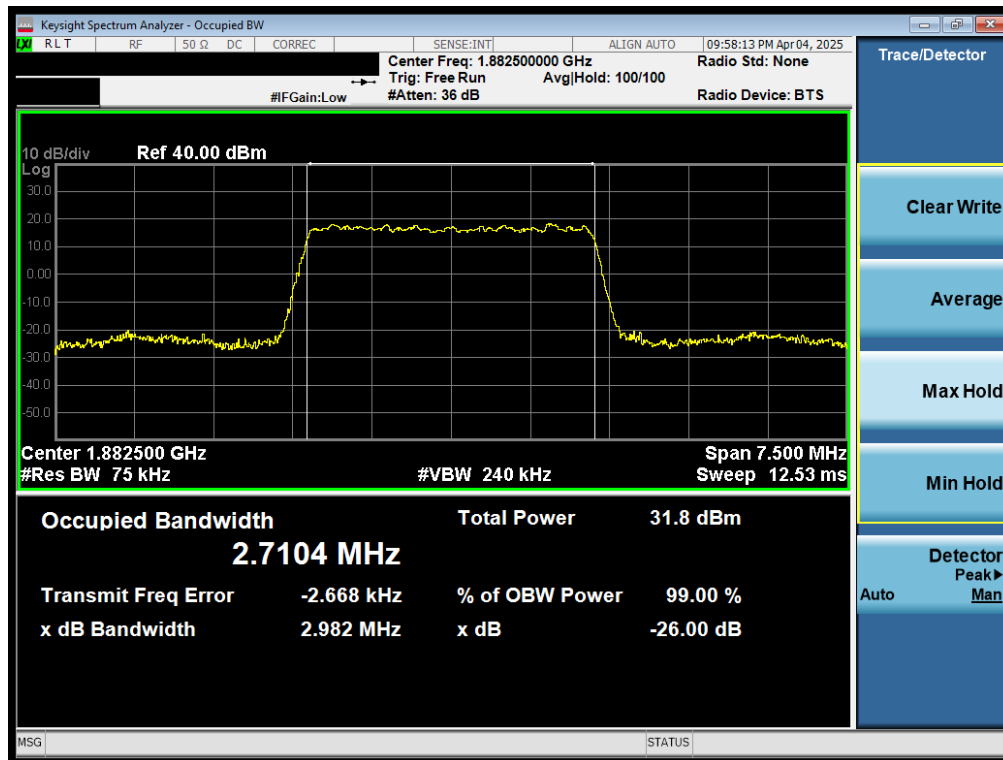 Keysight Spectrum Analyzer - Occupied BW
LXI RLT RF 50 Ω DC CORREC SENSE:INT ALIGN AUTO 09:58:13 PM Apr 04, 2025
Center Freq: 1.882500000 GHz Radio Std: None
Trig: Free Run Avg|Hold: 100/100
#IFGain:Low #Atten: 36 dB Radio Device: BTS
10 dB/div Ref 40.00 dBm
Log
30.0
20.0
10.0
0.00
-10.0
-20.0
-30.0
-40.0
-50.0
Center 1.882500 GHz Span 7.500 MHz
#Res BW 75 kHz #VBW 240 kHz Sweep 12.53 ms
Occupied Bandwidth Total Power 31.8 dBm
2.7104 MHz
Transmit Freq Error -2.668 kHz % of OBW Power 99.00 %
x dB Bandwidth 2.982 MHz x dB -26.00 dB
MSG STATUS
Trace/Detector
Clear Write
Average
Max Hold
Min Hold
Detector
Peak▶
Auto Man